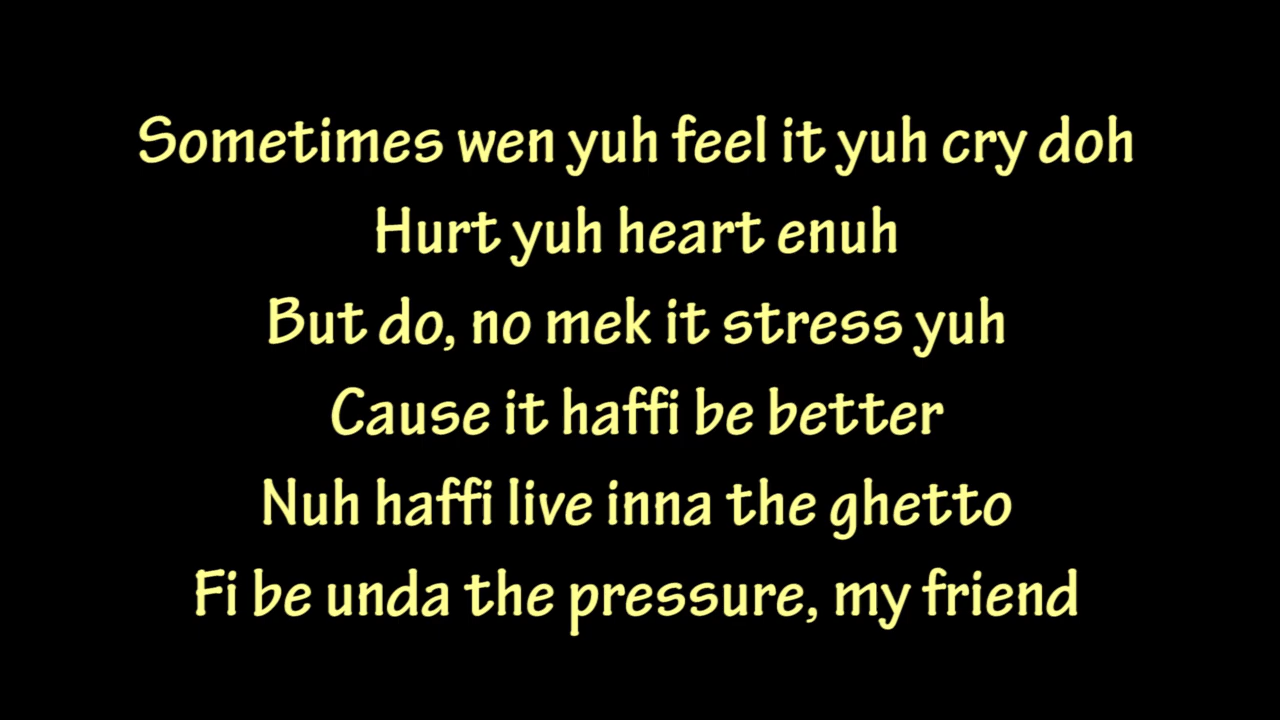 Sometimes wen yuh feel it yuh cry doh
Hurt yuh heart enuh
But do, no mek it stress yuh
Cause it haffi be better
Nuh haffi live inna the ghetto
Fi be unda the pressure, my friend